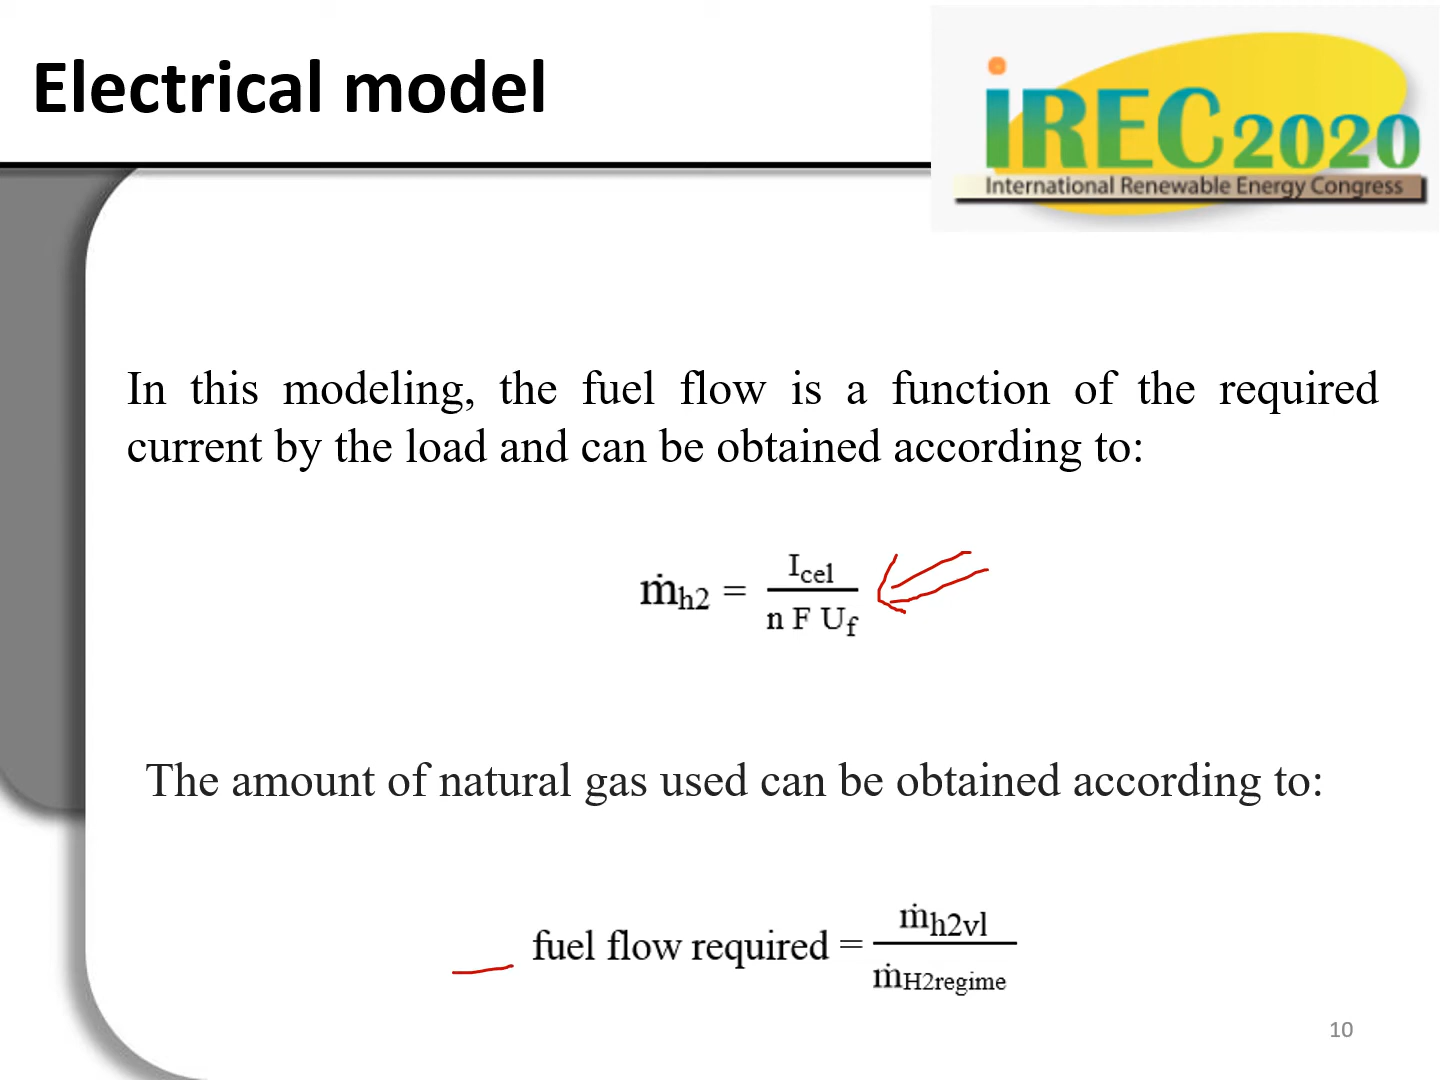 Electrical model
iREC2020
International Renewable Energy Congress
In this modeling, the fuel flow is a function of the required
current by the load and can be obtained according to:
ṁh2 = Icel / n F Uf
The amount of natural gas used can be obtained according to:
fuel flow required = ṁh2vl / ṁH2regime
10